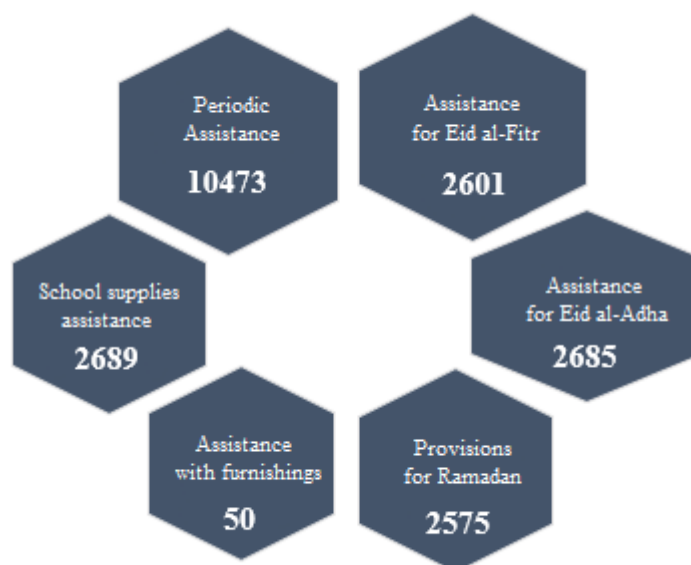 Periodic
Assistance
10473
Assistance
for Eid al-Fitr
2601
School supplies
assistance
2689
Assistance
for Eid al-Adha
2685
Assistance
with furnishings
50
Provisions
for Ramadan
2575